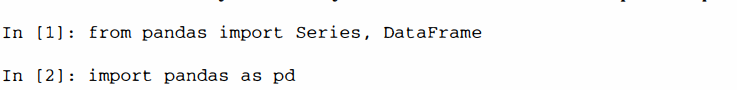 In [1]: from pandas import Series, DataFrame
In [2]: import pandas as pd